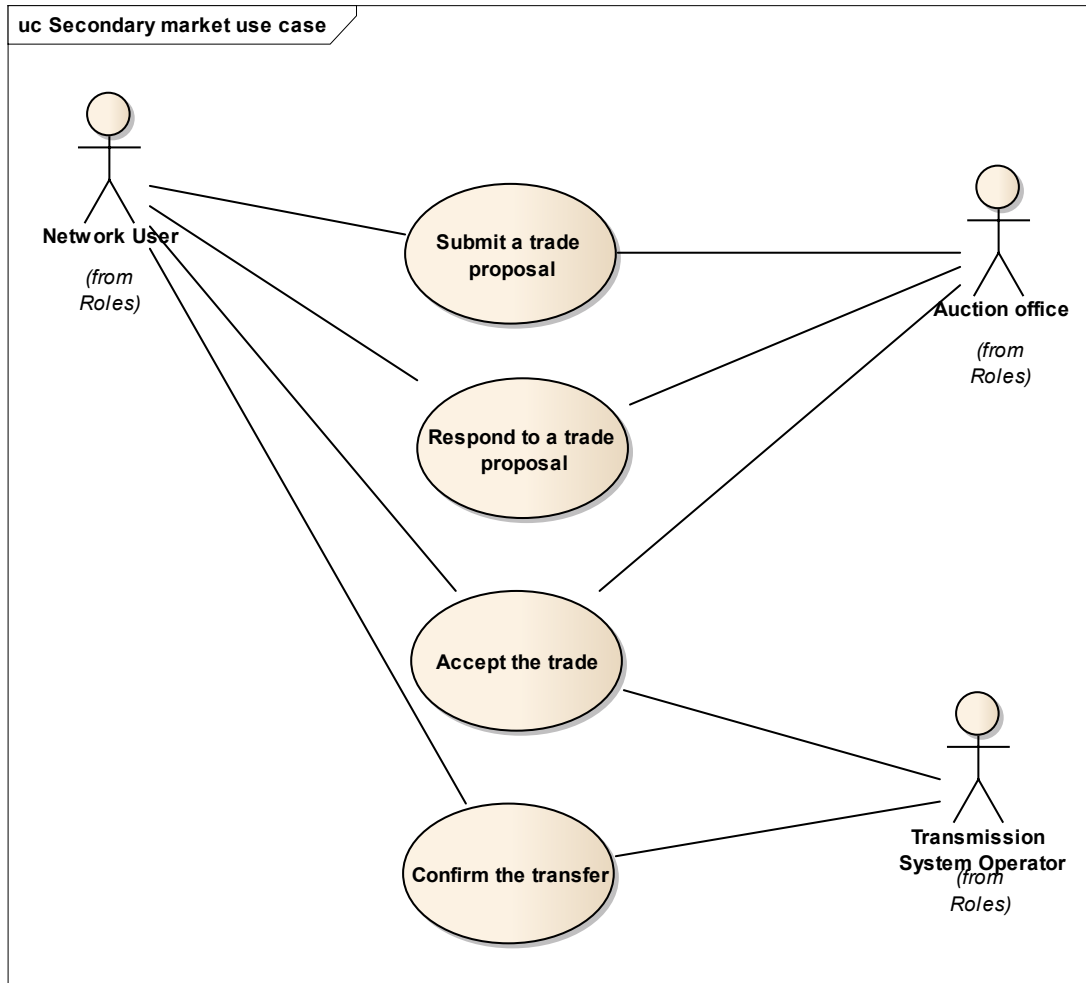 uc Secondary market use case
Network User
(from
Roles)
Submit a trade
proposal
Auction office
(from
Roles)
Respond to a trade
proposal
Accept the trade
Confirm the transfer
Transmission
System Operator
(from
Roles)